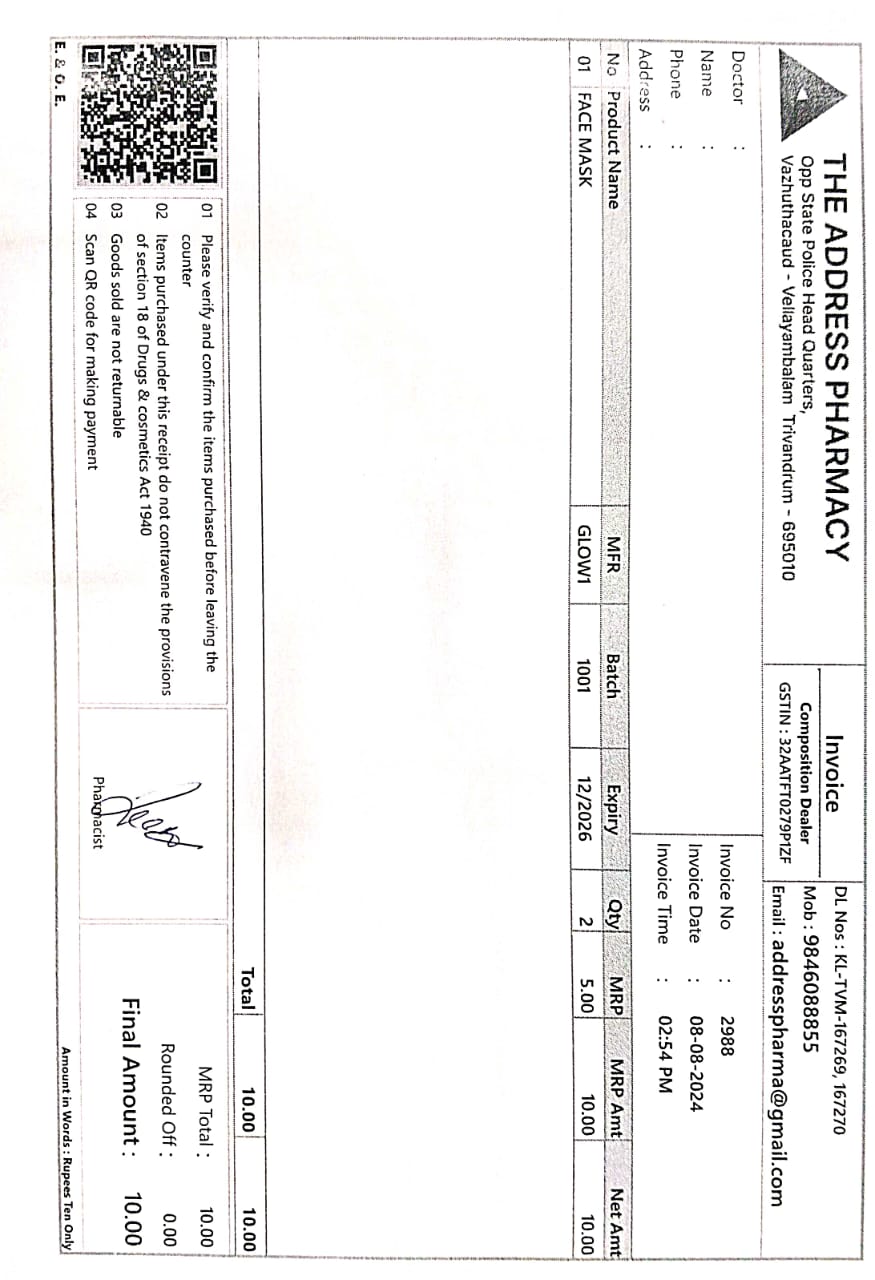 THE ADDRESS PHARMACY
Opp State Police Head Quarters,
Vazhuthacaud - Vellayambalam Trivandrum - 695010
Invoice
Composition Dealer
GSTIN : 32AATFT0279P1ZF
DL Nos : KL-TVM-167269, 167270
Mob : 9846088855
Email : addresspharma@gmail.com
Doctor :
Name :
Phone :
Address :
Invoice No : 2988
Invoice Date : 08-08-2024
Invoice Time : 02:54 PM
No Product Name MFR Batch Expiry Qty MRP MRP Amt Net Amt
01 FACE MASK GLOW1 1001 12/2026 2 5.00 10.00 10.00
Total 10.00 10.00
01 Please verify and confirm the items purchased before leaving the
counter
02 Items purchased under this receipt do not contravene the provisions
of section 18 of Drugs & cosmetics Act 1940
03 Goods sold are not returnable
04 Scan QR code for making payment
Pharmacist
MRP Total : 10.00
Rounded Off : 0.00
Final Amount : 10.00
E. & O. E.
Amount in Words : Rupees Ten Only